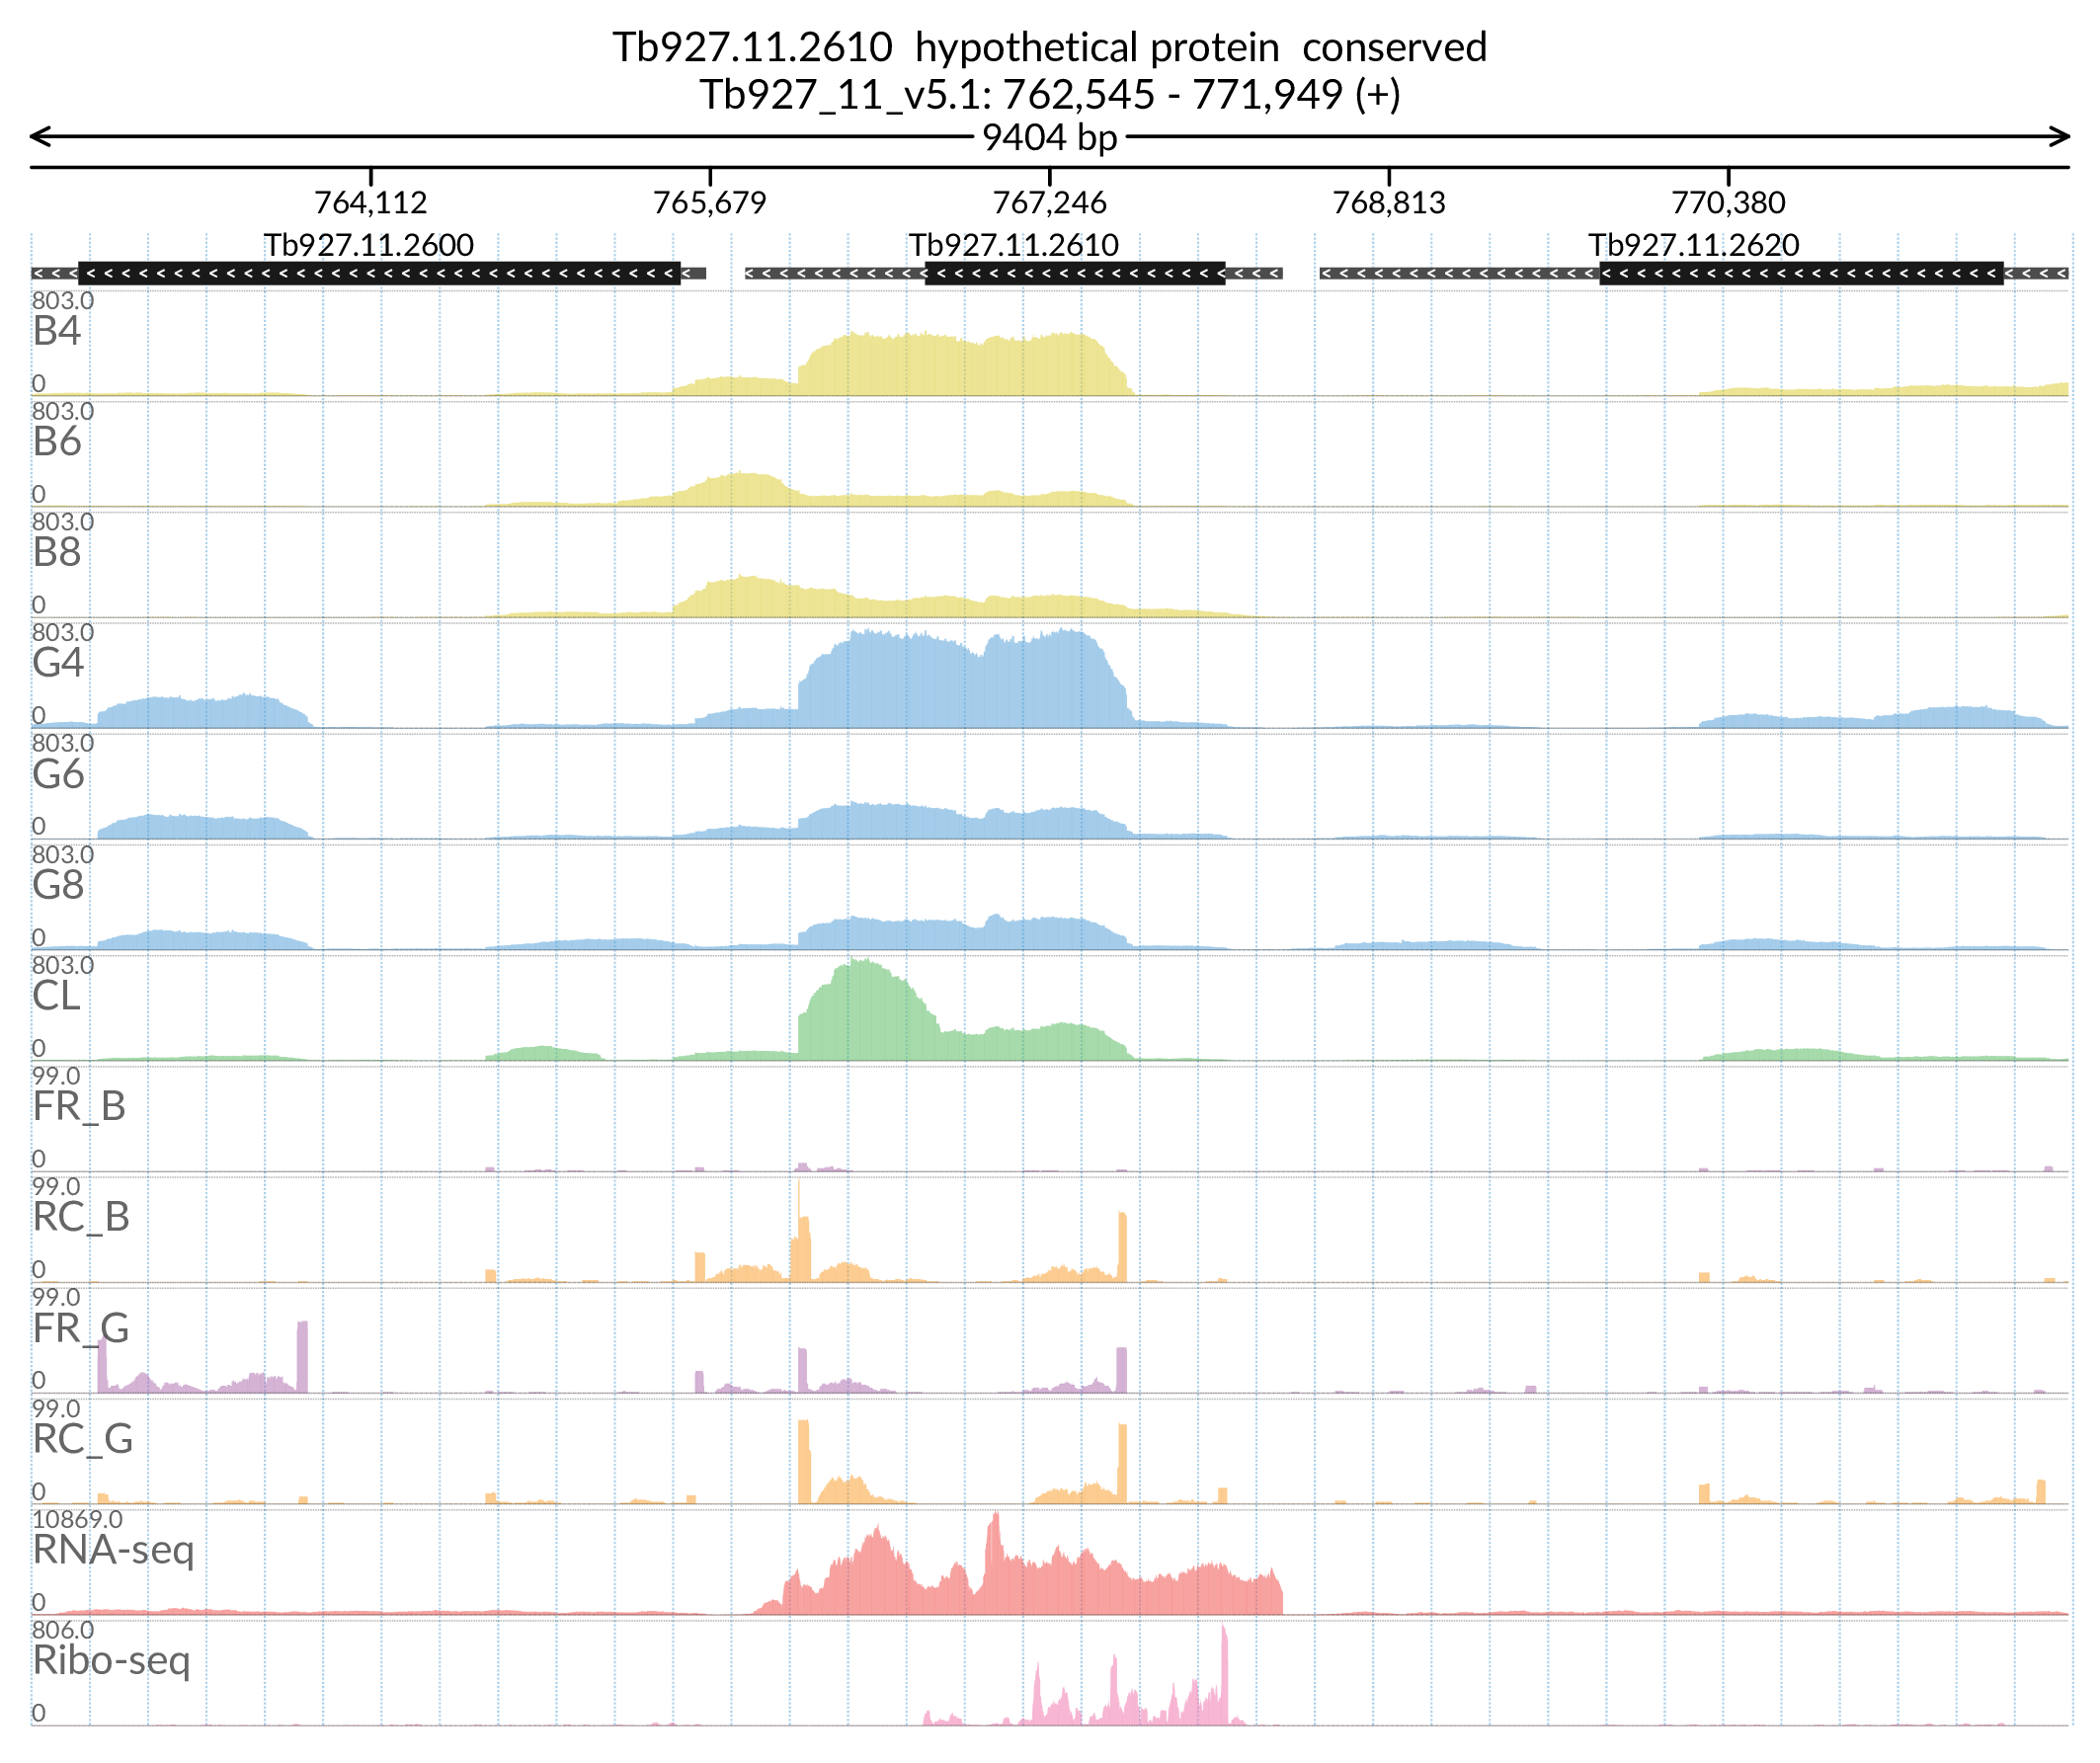 Tb927.11.2610 hypothetical protein conserved
Tb927_11_v5.1: 762,545 - 771,949 (+)
9404 bp
764,112 765,679 767,246 768,813 770,380
Tb927.11.2600 Tb927.11.2610 Tb927.11.2620
803.0
B4
0
803.0
B6
0
803.0
B8
0
803.0
G4
0
803.0
G6
0
803.0
G8
0
803.0
CL
0
99.0
FR_B
0
99.0
RC_B
0
99.0
FR_G
0
99.0
RC_G
0
10869.0
RNA-seq
0
806.0
Ribo-seq
0